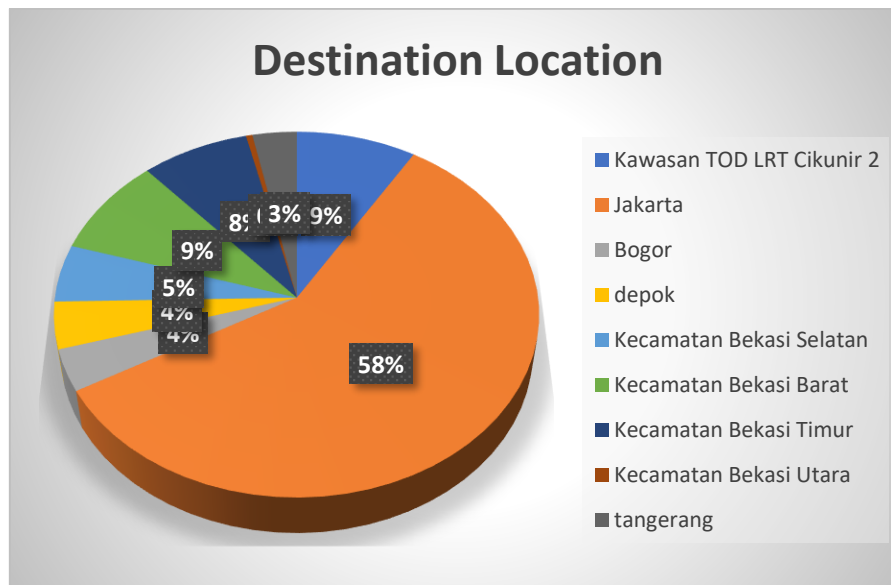 Destination Location
Kawasan TOD LRT Cikunir 2
Jakarta
Bogor
depok
Kecamatan Bekasi Selatan
Kecamatan Bekasi Barat
Kecamatan Bekasi Timur
Kecamatan Bekasi Utara
tangerang
8%
3%
9%
9%
5%
4%
4%
58%